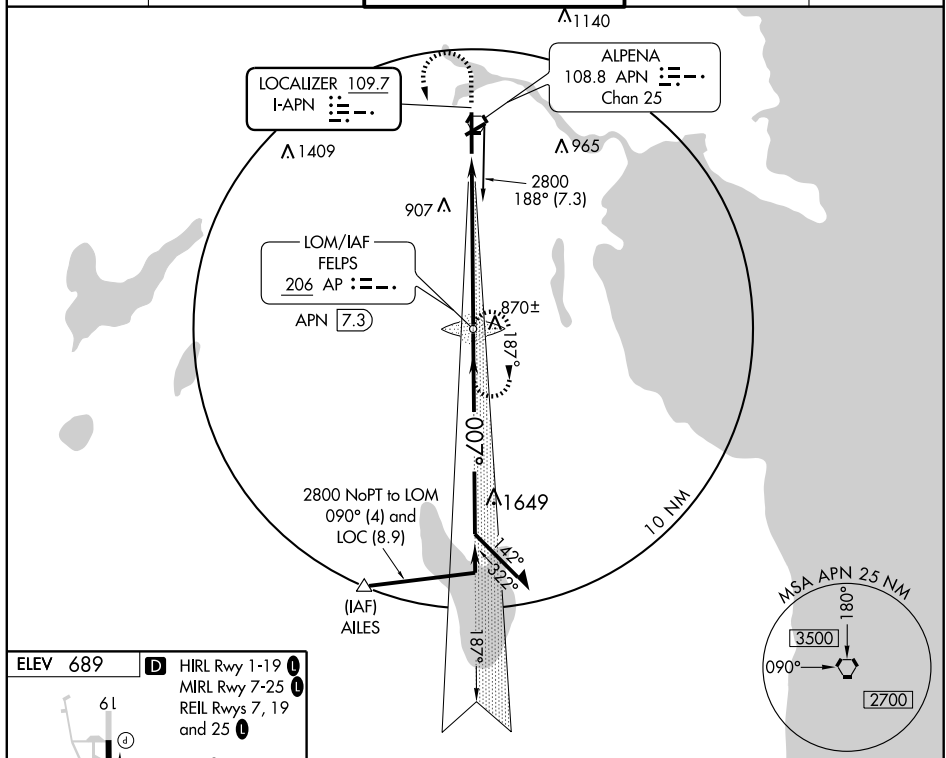 1140
LOCALIZER 109.7
I-APN
ALPENA
108.8 APN
Chan 25
1409
965
2800
188° (7.3)
907
LOM/IAF
FELPS
206 AP
APN 7.3
870±
187°
007°
2800 NoPT to LOM
090° (4) and
LOC (8.9)
1649
10 NM
142°
322°
(IAF)
AILES
187°
MSA APN 25 NM
180°
3500
090°
2700
ELEV 689
D HIRL Rwy 1-19 L
MIRL Rwy 7-25 L
REIL Rwys 7, 19
and 25 L
19
P